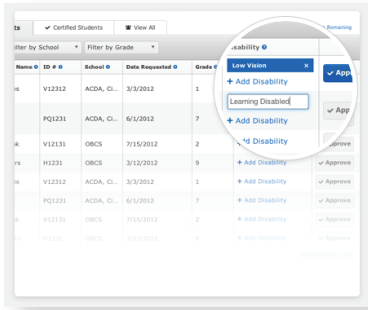 ts ✓ Certified Students View All Remaining
ilter by School Filter by Grade isability
Name ID # School Date Requested Grade
Low Vision ×
s V12312 ACDA, Ci... 3/3/2012 1 + Add Disability ✓ Appr
Learning Disabled
PQ1231 ACDA, Ci... 6/1/2012 7 + Add Disability ✓ App
k V12131 OBCS 7/15/2012 2 dd Disability pprove
rs H1231 OBCS 3/12/2012 9 + Add Disability ✓ Approve
s V12312 ACDA, Ci... 3/3/2012 1 + Add Disability ✓ Approve
PQ1231 ACDA, Ci... 6/1/2012 7 + Add Disability ✓ Approve
k V12131 OBCS 7/15/2012 2 + Add Disability ✓ Approve
+ Add Disability ✓ Approve